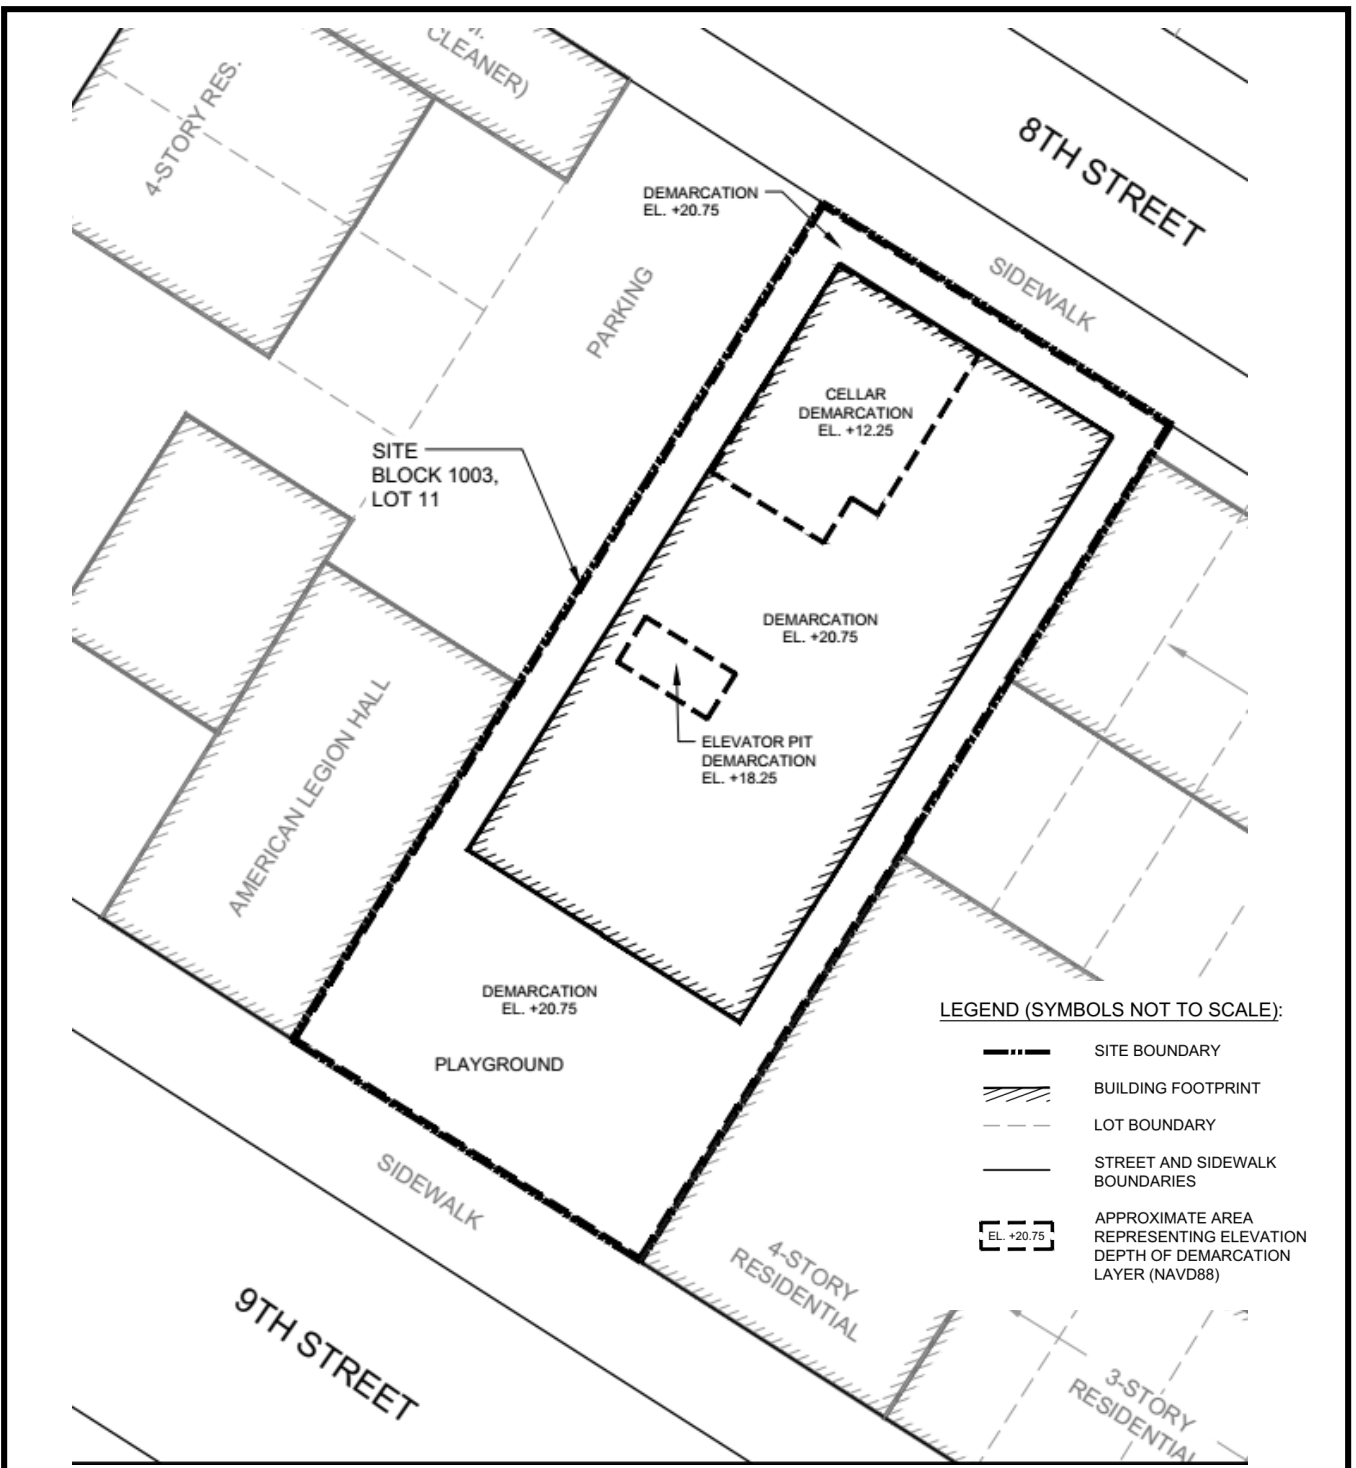 CLEANER)
4-STORY RES.
8TH STREET
DEMARCATION
EL. +20.75
SIDEWALK
PARKING
CELLAR
DEMARCATION
EL. +12.25
SITE
BLOCK 1003,
LOT 11
DEMARCATION
EL. +20.75
ELEVATOR PIT
DEMARCATION
EL. +18.25
AMERICAN LEGION HALL
DEMARCATION
EL. +20.75
PLAYGROUND
SIDEWALK
9TH STREET
4-STORY
RESIDENTIAL
3-STORY
RESIDENTIAL
LEGEND (SYMBOLS NOT TO SCALE):
SITE BOUNDARY
BUILDING FOOTPRINT
LOT BOUNDARY
STREET AND SIDEWALK
BOUNDARIES
EL. +20.75
APPROXIMATE AREA
REPRESENTING ELEVATION
DEPTH OF DEMARCATION
LAYER (NAVD88)